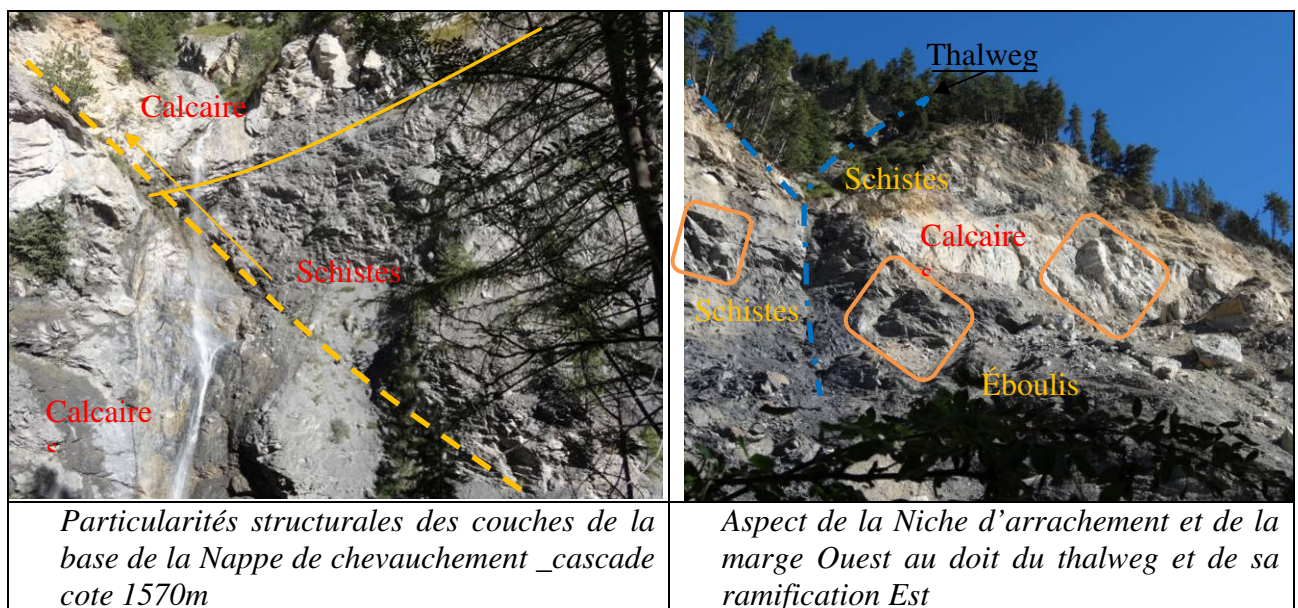 Calcaire
Schistes
Calcaire
s
Thalweg
Schistes
Calcaire
s
Schistes
Éboulis
Particularités structurales des couches de la
base de la Nappe de chevauchement _cascade
cote 1570m
Aspect de la Niche d’arrachement et de la
marge Ouest au doit du thalweg et de sa
ramification Est